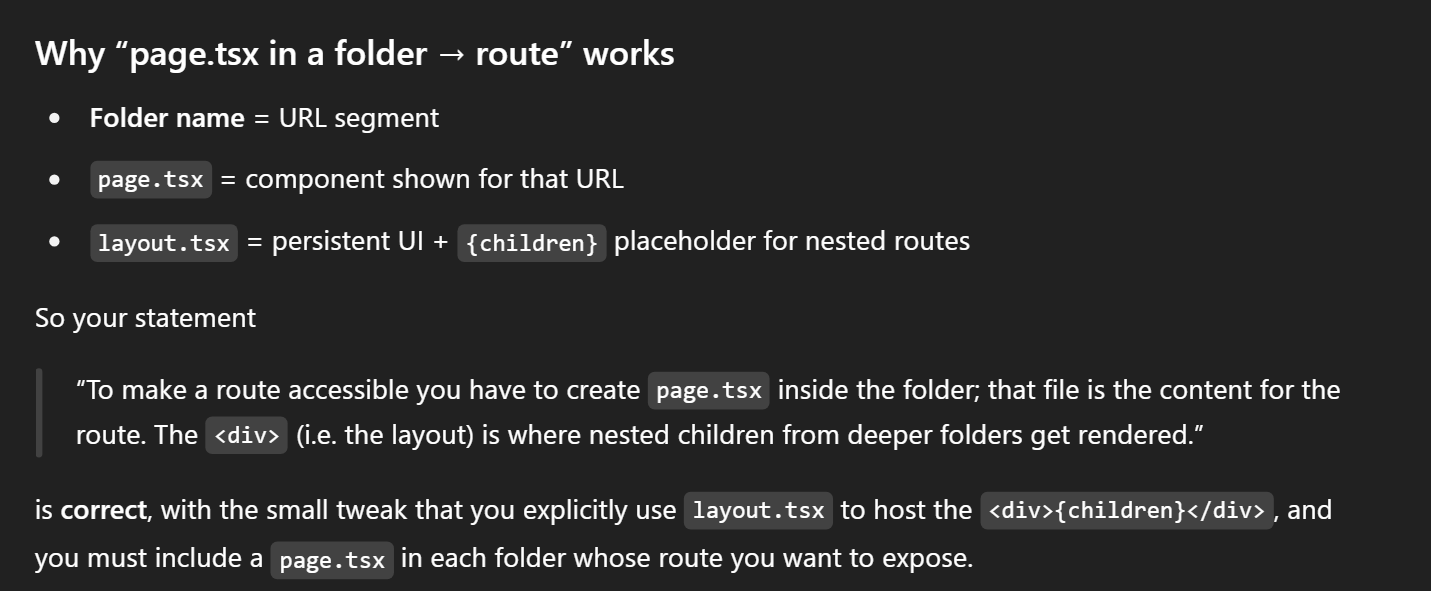 Why “page.tsx in a folder → route” works
• Folder name = URL segment
• page.tsx = component shown for that URL
• layout.tsx = persistent UI + {children} placeholder for nested routes
So your statement
“To make a route accessible you have to create page.tsx inside the folder; that file is the content for the
route. The <div> (i.e. the layout) is where nested children from deeper folders get rendered.”
is correct, with the small tweak that you explicitly use layout.tsx to host the <div>{children}</div>, and
you must include a page.tsx in each folder whose route you want to expose.